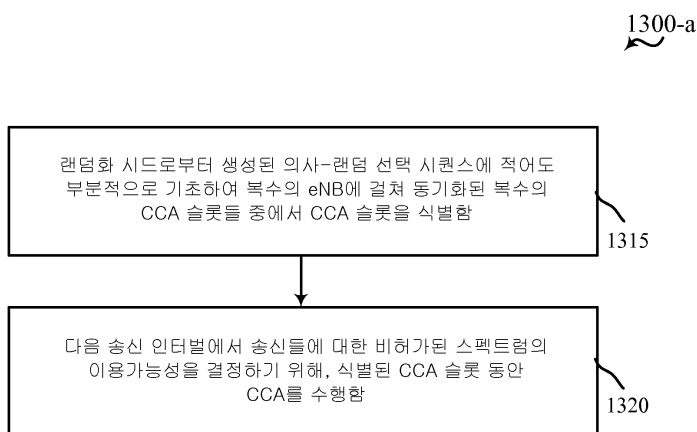 1300-a
랜덤화 시드로부터 생성된 의사-랜덤 선택 시퀀스에 적어도
부분적으로 기초하여 복수의 eNB에 걸쳐 동기화된 복수의
CCA 슬롯들 중에서 CCA 슬롯을 식별함
1315
다음 송신 인터벌에서 송신들에 대한 비허가된 스펙트럼의
이용가능성을 결정하기 위해, 식별된 CCA 슬롯 동안
CCA를 수행함
1320